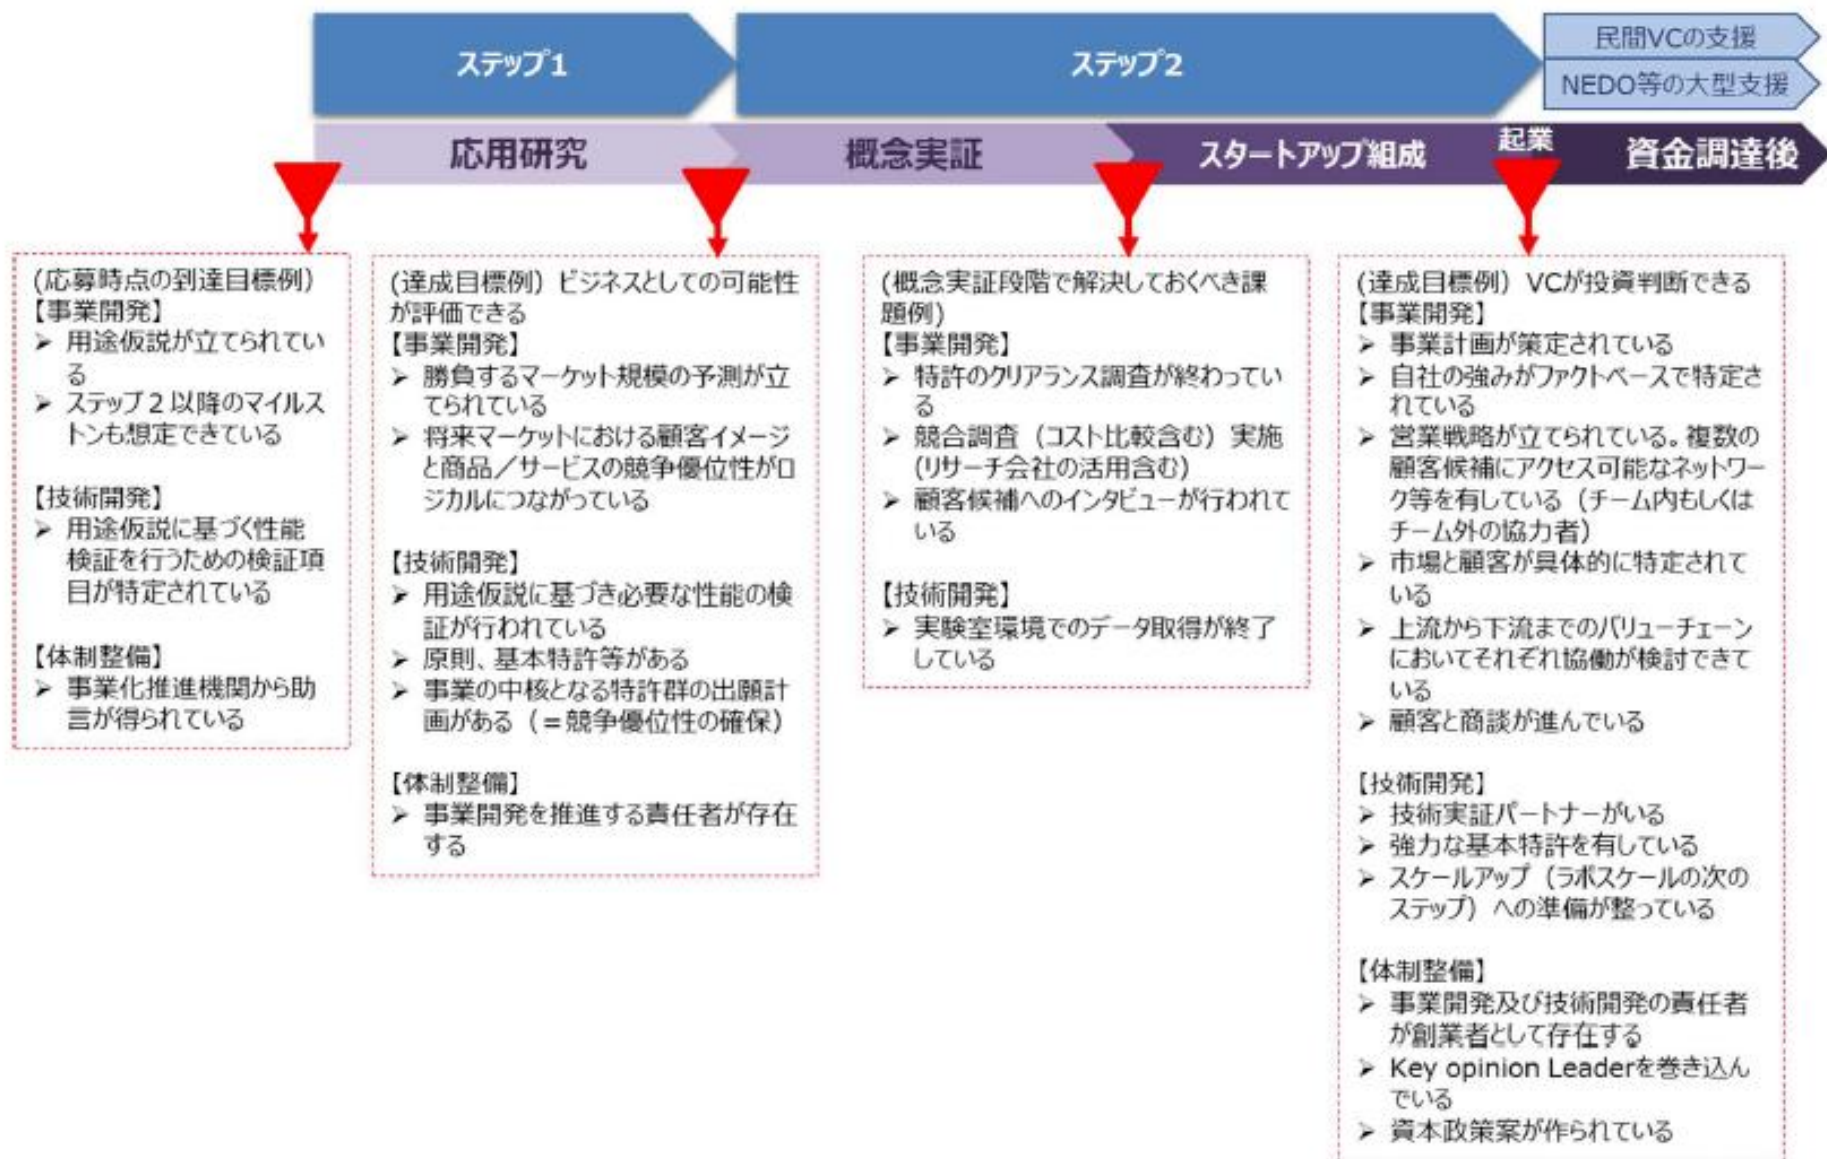 ステップ1
ステップ2
民間VCの支援
NEDO等の大型支援
応用研究
概念実証
スタートアップ組成
起業
資金調達後
(応募時点の到達目標例)
【事業開発】
➢ 用途仮説が立てられてい
る
➢ ステップ2以降のマイルス
トンも想定できている
【技術開発】
➢ 用途仮説に基づく性能
検証を行うための検証項
目が特定されている
【体制整備】
➢ 事業化推進機関から助
言が得られている
(達成目標例)ビジネスとしての可能性
が評価できる
【事業開発】
➢ 勝負するマーケット規模の予測が立
てられている
➢ 将来マーケットにおける顧客イメージ
と商品／サービスの競争優位性がロ
ジカルにつながっている
【技術開発】
➢ 用途仮説に基づき必要な性能の検
証が行われている
➢ 原則、基本特許等がある
➢ 事業の中核となる特許群の出願計
画がある（＝競争優位性の確保）
【体制整備】
➢ 事業開発を推進する責任者が存在
する
(概念実証段階で解決しておくべき課
題例)
【事業開発】
➢ 特許のクリアランス調査が終わってい
る
➢ 競合調査（コスト比較含む）実施
(リサーチ会社の活用含む)
➢ 顧客候補へのインタビューが行われて
いる
【技術開発】
➢ 実験室環境でのデータ取得が終了
している
(達成目標例）VCが投資判断できる
【事業開発】
➢ 事業計画が策定されている
➢ 自社の強みがファクトベースで特定さ
れている
➢ 営業戦略が立てられている。複数の
顧客候補にアクセス可能なネットワー
ク等を有している（チーム内もしくは
チーム外の協力者）
➢ 市場と顧客が具体的に特定されて
いる
➢ 上流から下流までのバリューチェーン
においてそれぞれ協働が検討できて
いる
➢ 顧客と商談が進んでいる
【技術開発】
➢ 技術実証パートナーがいる
➢ 強力な基本特許を有している
➢ スケールアップ（ラボスケールの次の
ステップ）への準備が整っている
【体制整備】
➢ 事業開発及び技術開発の責任者
が創業者として存在する
➢ Key opinion Leaderを巻き込ん
でいる
➢ 資本政策案が作られている